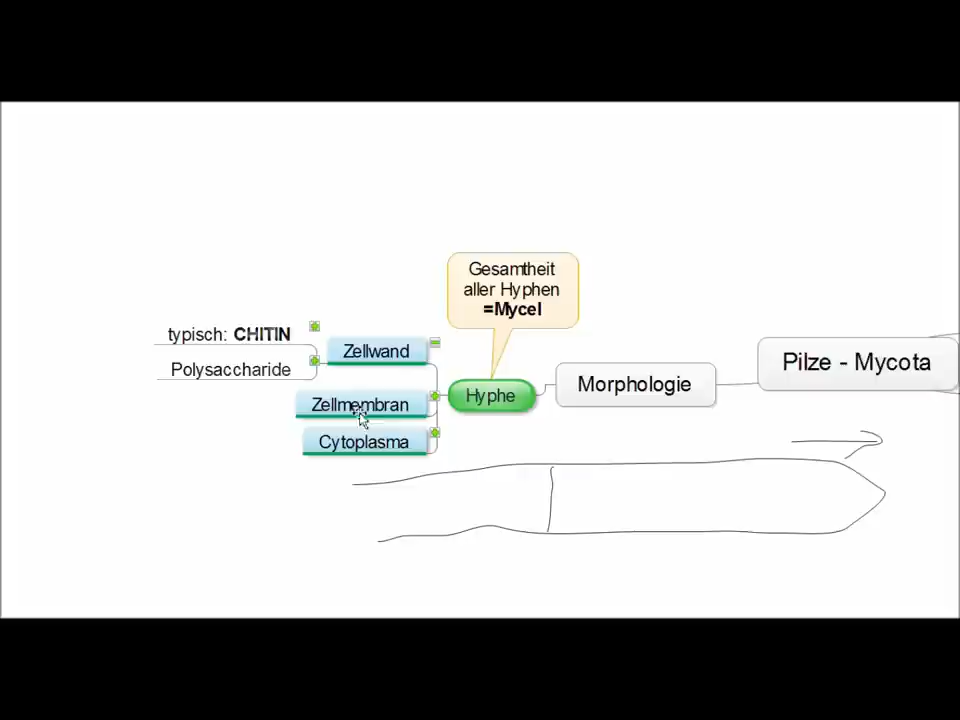 Gesamtheit
aller Hyphen
=Mycel
typisch: CHITIN
Polysaccharide
Zellwand
Zellmembran
Cytoplasma
Hyphe
Morphologie
Pilze - Mycota